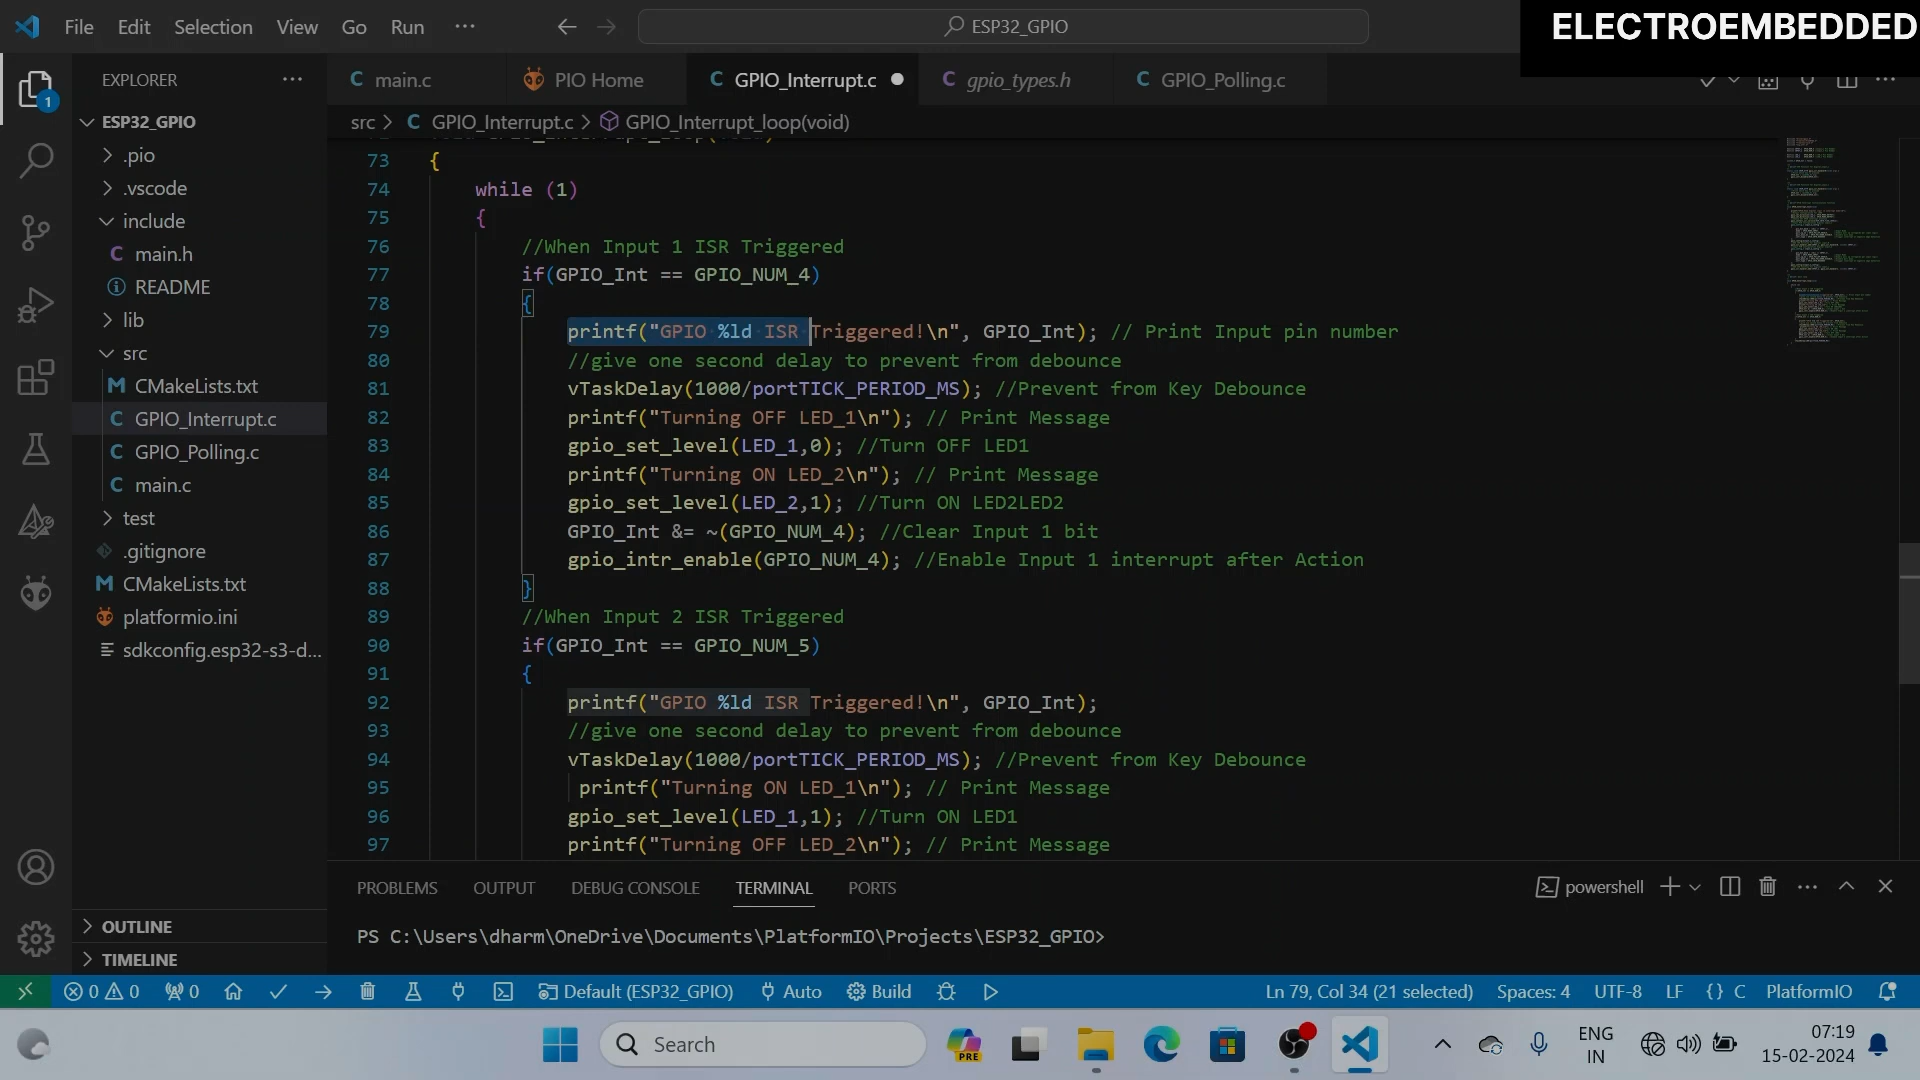 File Edit Selection View Go Run ··· ESP32_GPIO
ELECTROEMBEDDED
EXPLORER ···
main.c PIO Home GPIO_Interrupt.c gpio_types.h GPIO_Polling.c
src > C GPIO_Interrupt.c > GPIO_Interrupt_loop(void)
1
ESP32_GPIO
.pio
.vscode
include
main.h
README
lib
src
CMakeLists.txt
GPIO_Interrupt.c
GPIO_Polling.c
main.c
test
.gitignore
CMakeLists.txt
platformio.ini
sdkconfig.esp32-s3-d...
OUTLINE
TIMELINE
73 {
74 while (1)
75 {
76 //When Input 1 ISR Triggered
77 if(GPIO_Int == GPIO_NUM_4)
78 {
79 printf("GPIO %ld ISR Triggered!\n", GPIO_Int); // Print Input pin number
80 //give one second delay to prevent from debounce
81 vTaskDelay(1000/portTICK_PERIOD_MS); //Prevent from Key Debounce
82 printf("Turning OFF LED_1\n"); // Print Message
83 gpio_set_level(LED_1,0); //Turn OFF LED1
84 printf("Turning ON LED_2\n"); // Print Message
85 gpio_set_level(LED_2,1); //Turn ON LED2LED2
86 GPIO_Int &= ~(GPIO_NUM_4); //Clear Input 1 bit
87 gpio_intr_enable(GPIO_NUM_4); //Enable Input 1 interrupt after Action
88 }
89 //When Input 2 ISR Triggered
90 if(GPIO_Int == GPIO_NUM_5)
91 {
92 printf("GPIO %ld ISR Triggered!\n", GPIO_Int);
93 //give one second delay to prevent from debounce
94 vTaskDelay(1000/portTICK_PERIOD_MS); //Prevent from Key Debounce
95 printf("Turning ON LED_1\n"); // Print Message
96 gpio_set_level(LED_1,1); //Turn ON LED1
97 printf("Turning OFF LED_2\n"); // Print Message
PROBLEMS OUTPUT DEBUG CONSOLE TERMINAL PORTS powershell
PS C:\Users\dharm\OneDrive\Documents\PlatformIO\Projects\ESP32_GPIO>
0 0 0 Default (ESP32_GPIO) Auto Build Ln 79, Col 34 (21 selected) Spaces: 4 UTF-8 LF {} C PlatformIO
Search PRE ENG 07:19
IN 15-02-2024